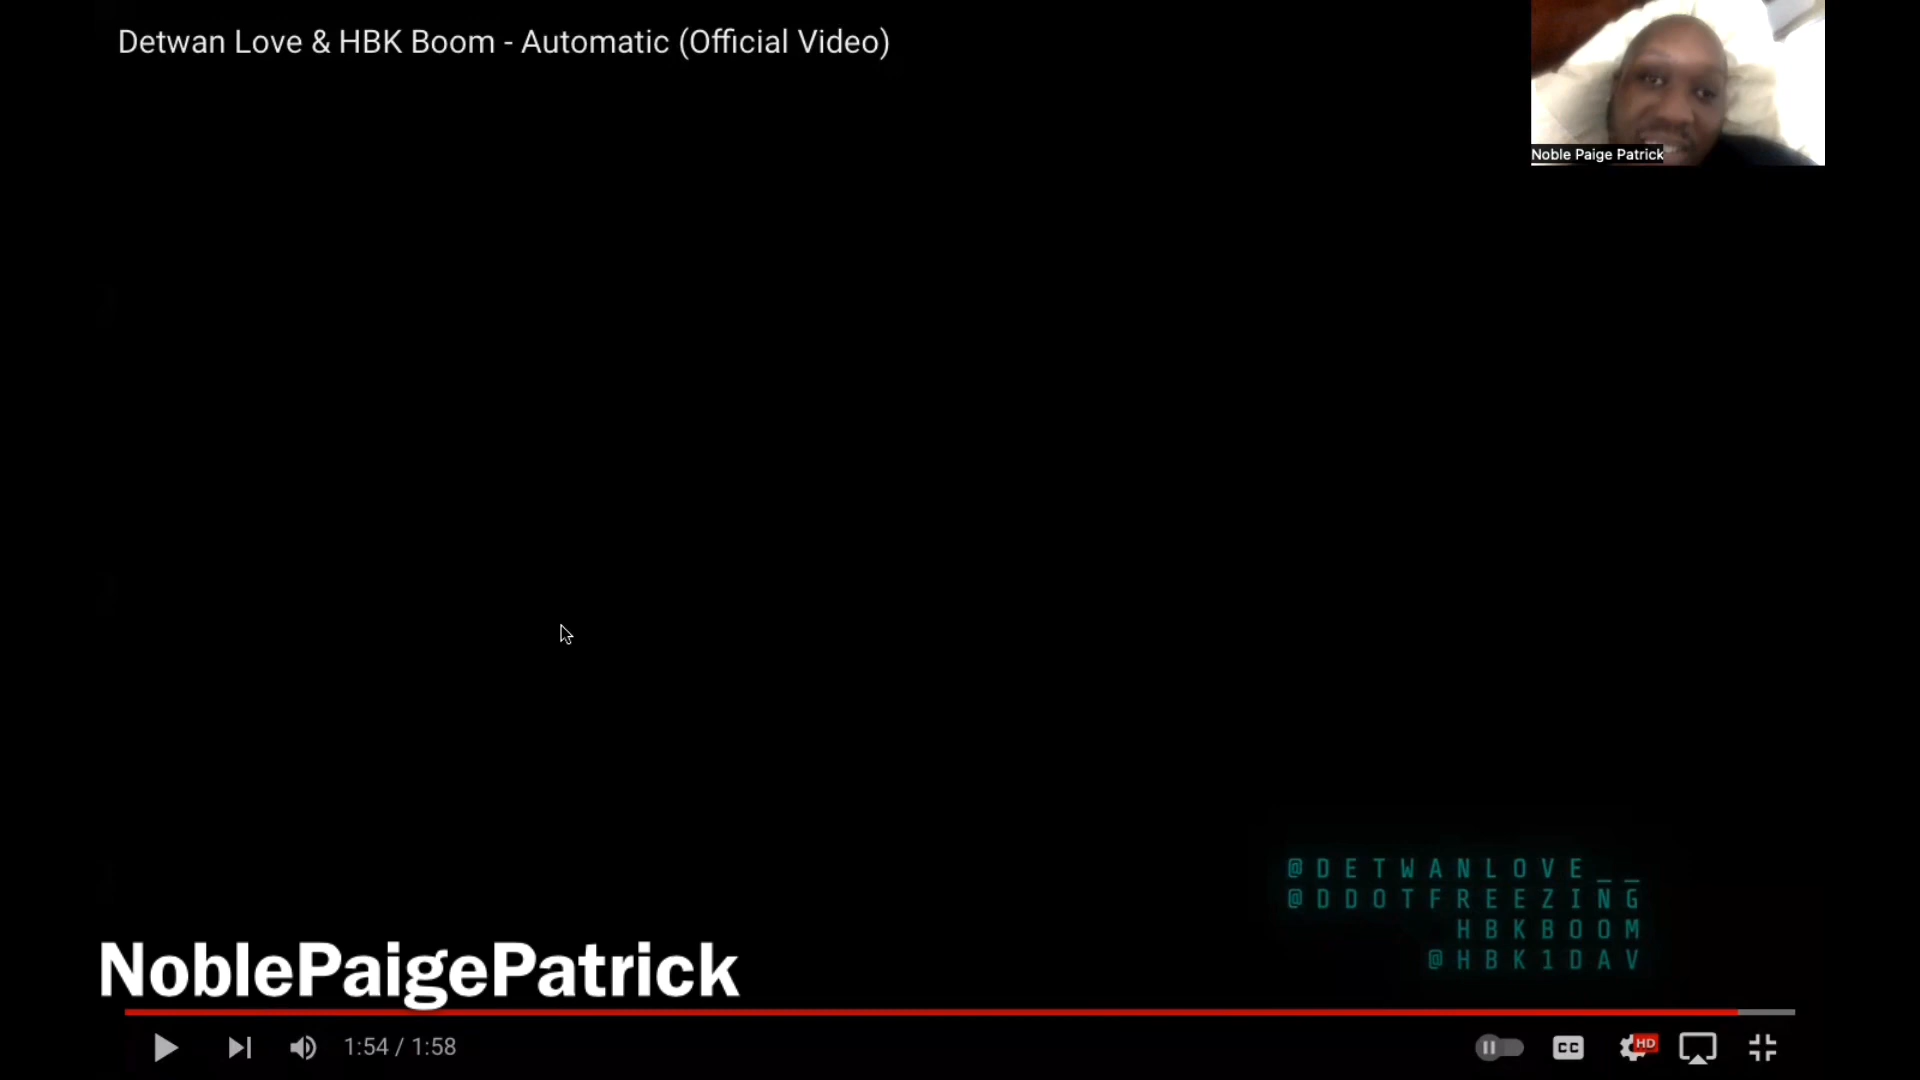 Detwan Love & HBK Boom - Automatic (Official Video)
Noble Paige Patrick
@DETWANLOVE__
@DDOTFREEZING
HBKBOOM
@HBK1DAV
NoblePaigePatrick
1:54 / 1:58
CC
HD